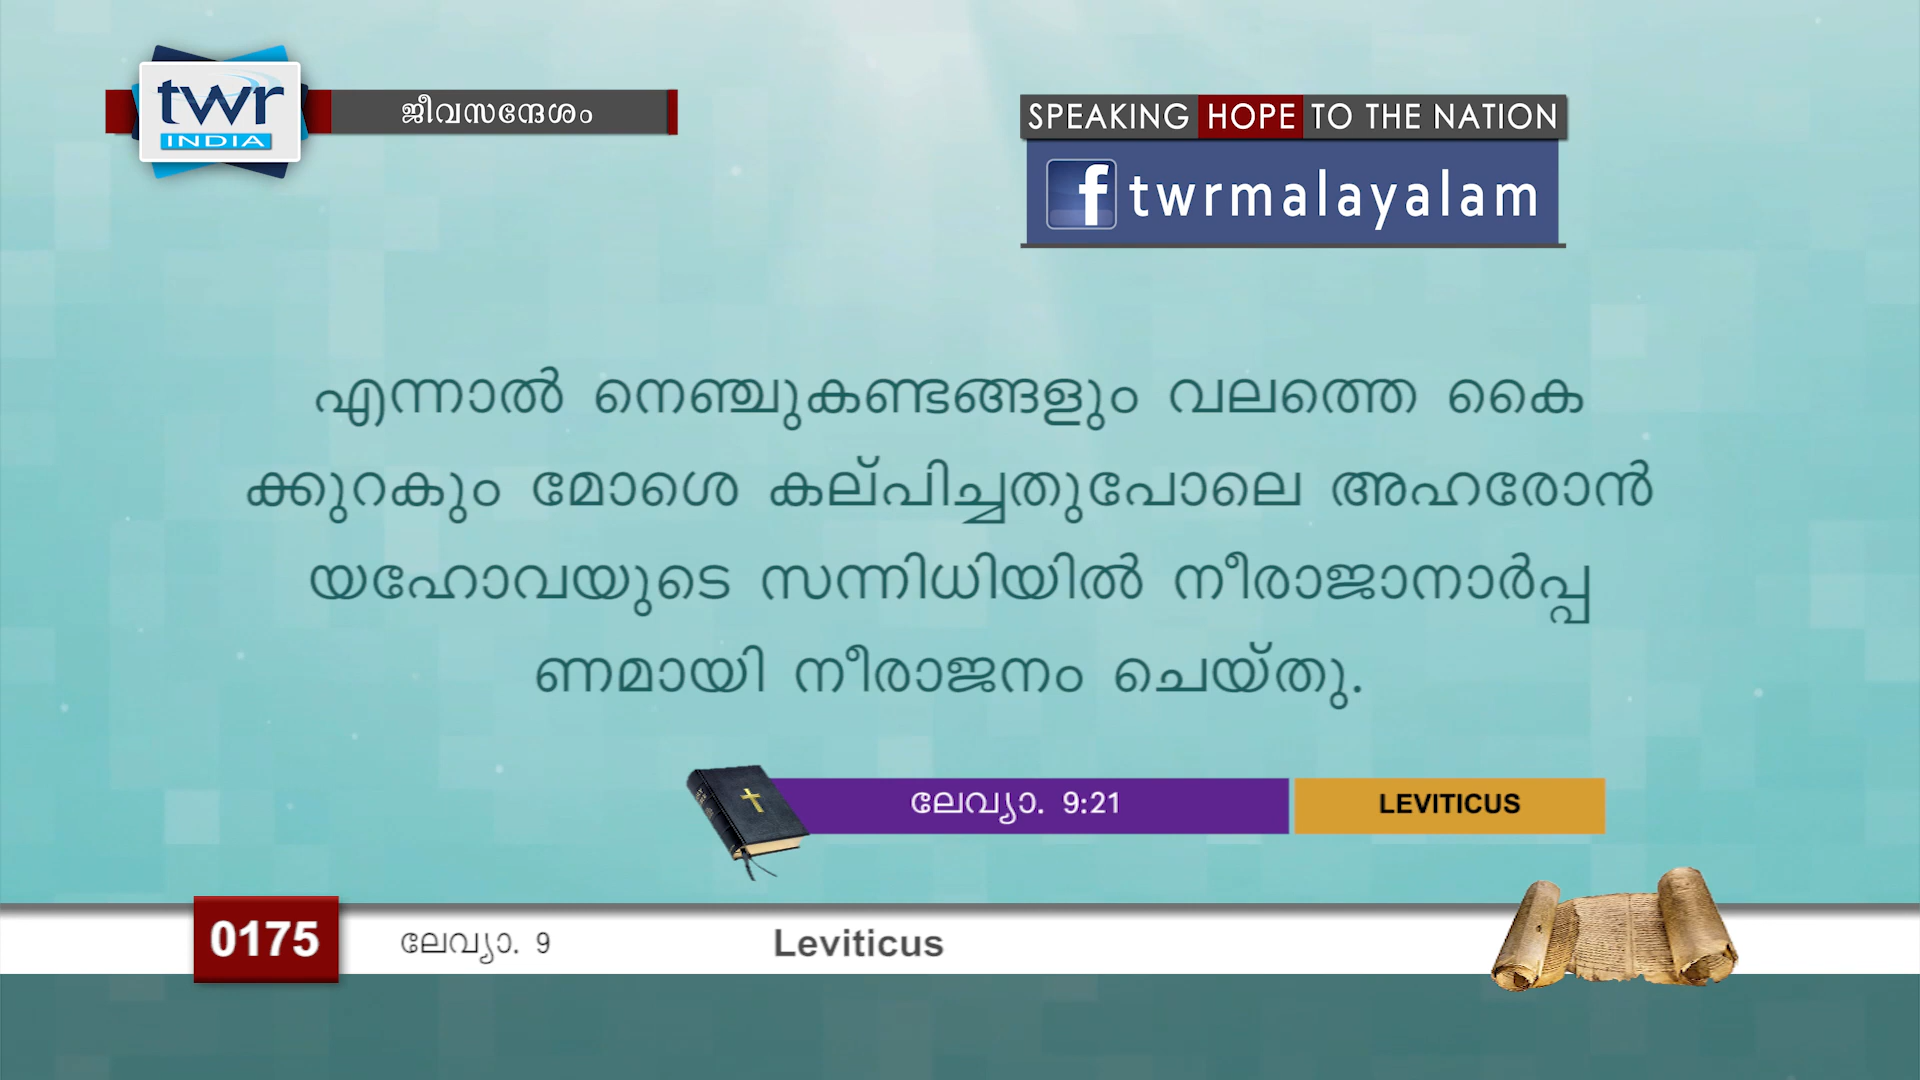 twr
INDIA
ജീവസന്ദേശം
SPEAKING HOPE TO THE NATION
f twrmalayalam
എന്നാൽ നെഞ്ചുകണ്ടങ്ങളും വലത്തെ കൈ
ക്കുറകും മോശെ കല്പിച്ചതുപോലെ അഹരോൻ
യഹോവയുടെ സന്നിധിയിൽ നീരാജാനാർപ്പ
ണമായി നീരാജനം ചെയ്തു.
ലേവ്യാ. 9:21
LEVITICUS
0175
ലേവ്യാ. 9
Leviticus